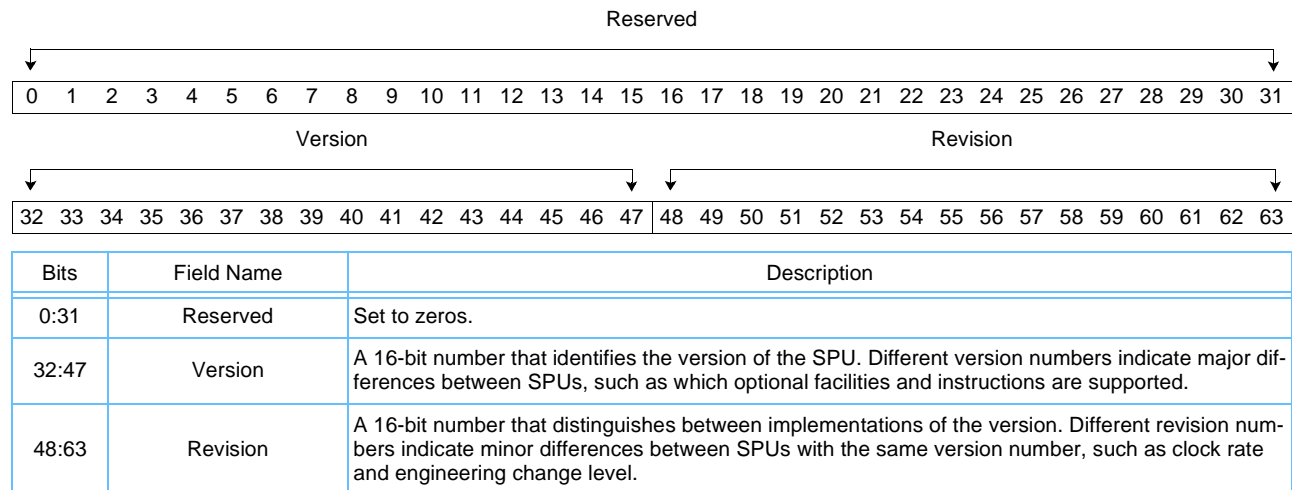 Reserved
0 1 2 3 4 5 6 7 8 9 10 11 12 13 14 15 16 17 18 19 20 21 22 23 24 25 26 27 28 29 30 31
Version Revision
32 33 34 35 36 37 38 39 40 41 42 43 44 45 46 47 48 49 50 51 52 53 54 55 56 57 58 59 60 61 62 63
Bits Field Name Description
0:31 Reserved Set to zeros.
32:47 Version A 16-bit number that identifies the version of the SPU. Different version numbers indicate major dif-
ferences between SPUs, such as which optional facilities and instructions are supported.
48:63 Revision A 16-bit number that distinguishes between implementations of the version. Different revision num-
bers indicate minor differences between SPUs with the same version number, such as clock rate
and engineering change level.